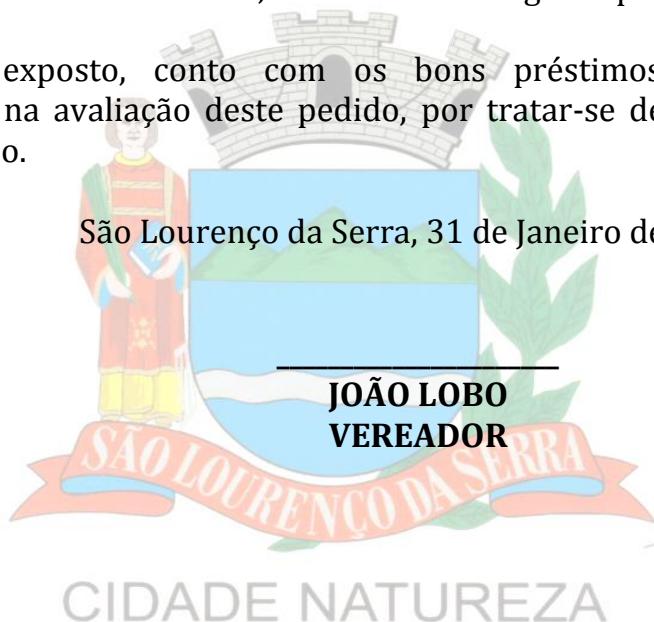 exposto, conto com os bons préstimos
na avaliação deste pedido, por tratar-se de
o.
São Lourenço da Serra, 31 de Janeiro de
JOÃO LOBO
VEREADOR
SÃO LOURENÇO DA SERRA
CIDADE NATUREZA